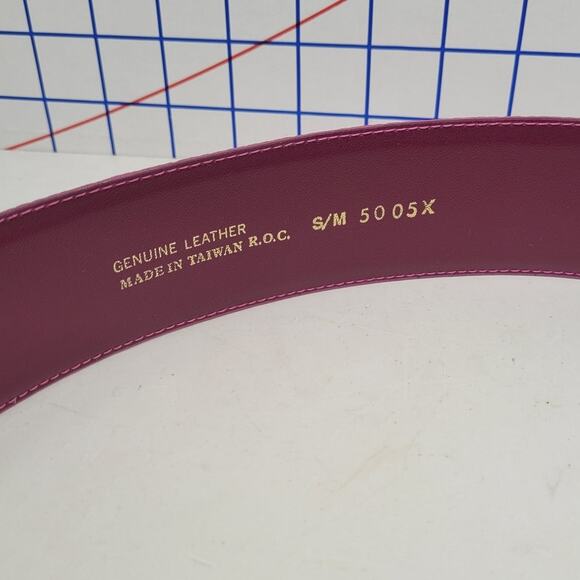 GENUINE LEATHER
MADE IN TAIWAN R.O.C.
S/M 5005X